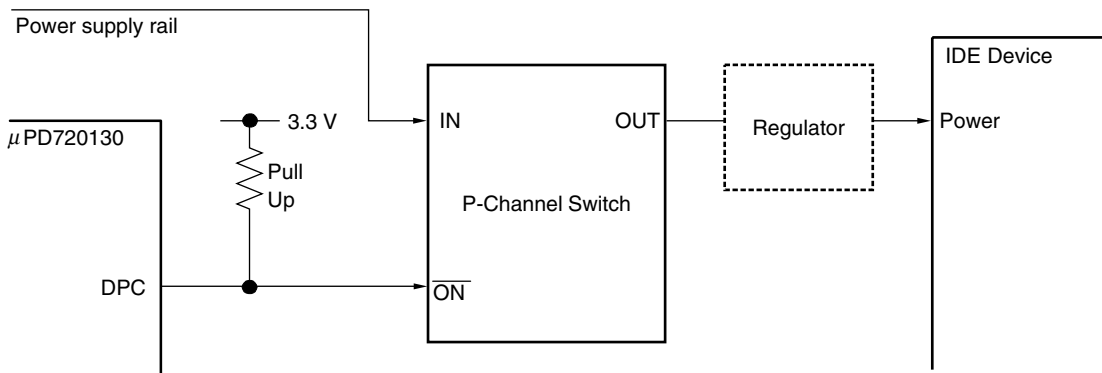 Power supply rail
IDE Device
μPD720130
3.3 V
IN
OUT
Regulator
Power
Pull
Up
P-Channel Switch
DPC
ON